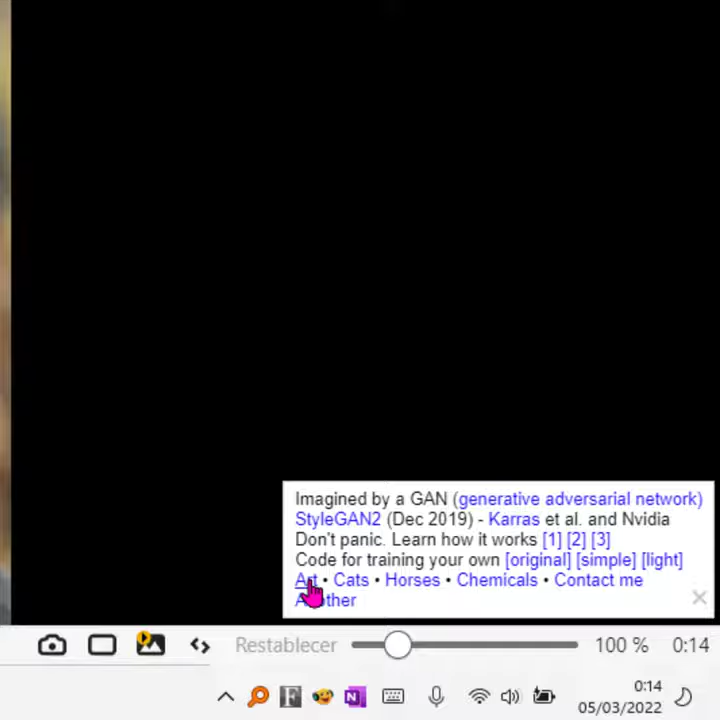 Imagined by a GAN (generative adversarial network)
StyleGAN2 (Dec 2019) - Karras et al. and Nvidia
Don't panic. Learn how it works [1] [2] [3]
Code for training your own [original] [simple] [light]
Art • Cats • Horses • Chemicals • Contact me
Another
Restablecer 100 % 0:14
0:14
05/03/2022